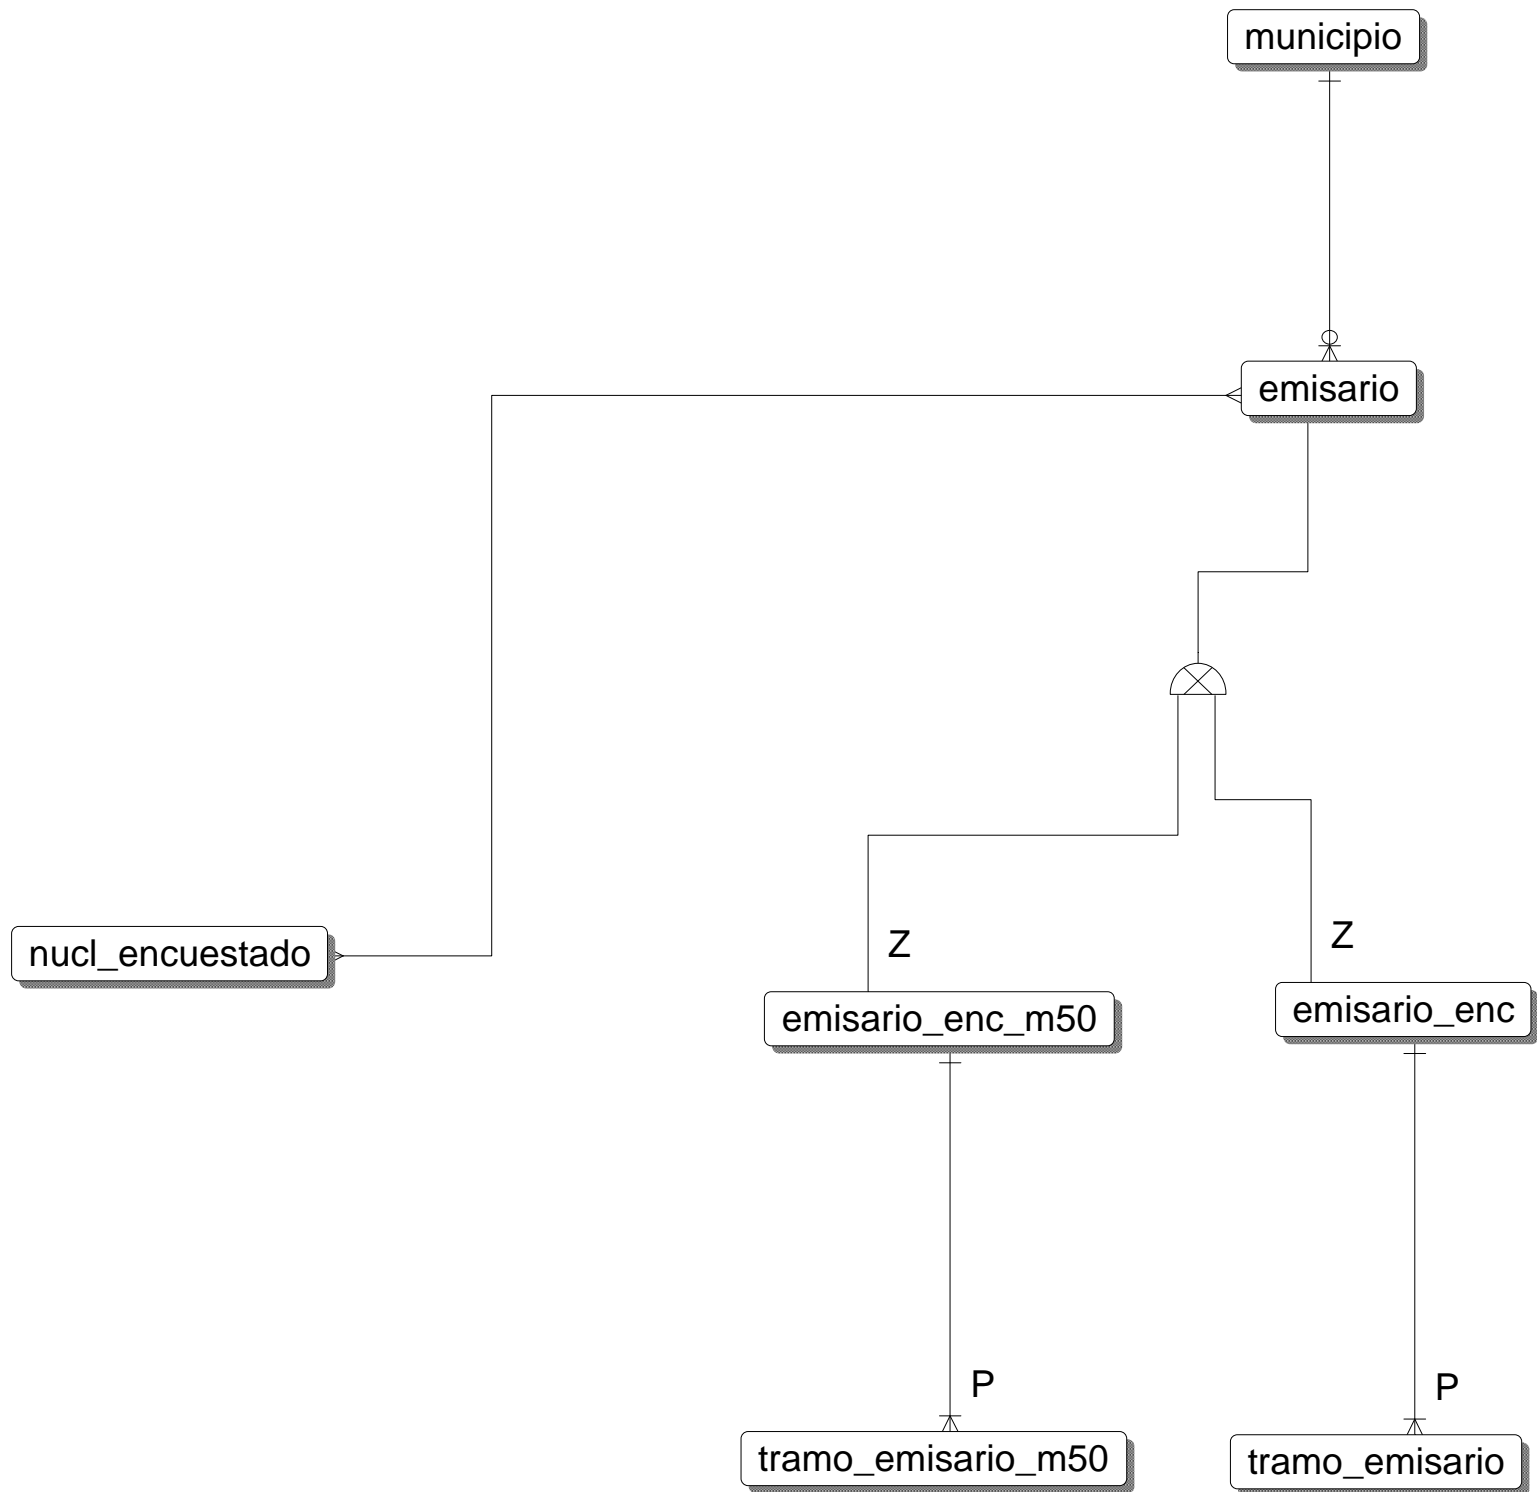 municipio
emisario
Z
Z
nucl_encuestado
emisario_enc_m50
emisario_enc
P
P
tramo_emisario_m50
tramo_emisario